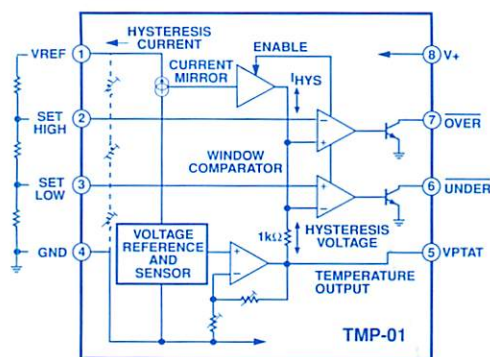 HYSTERESIS
CURRENT
ENABLE
VREF
1
8
V+
CURRENT
MIRROR
IHYS
SET
HIGH
2
7
OVER
WINDOW
COMPARATOR
SET
LOW
3
6
UNDER
1kΩ
HYSTERESIS
VOLTAGE
GND
4
VOLTAGE
REFERENCE
AND
SENSOR
5
VPTAT
TEMPERATURE
OUTPUT
TMP-01